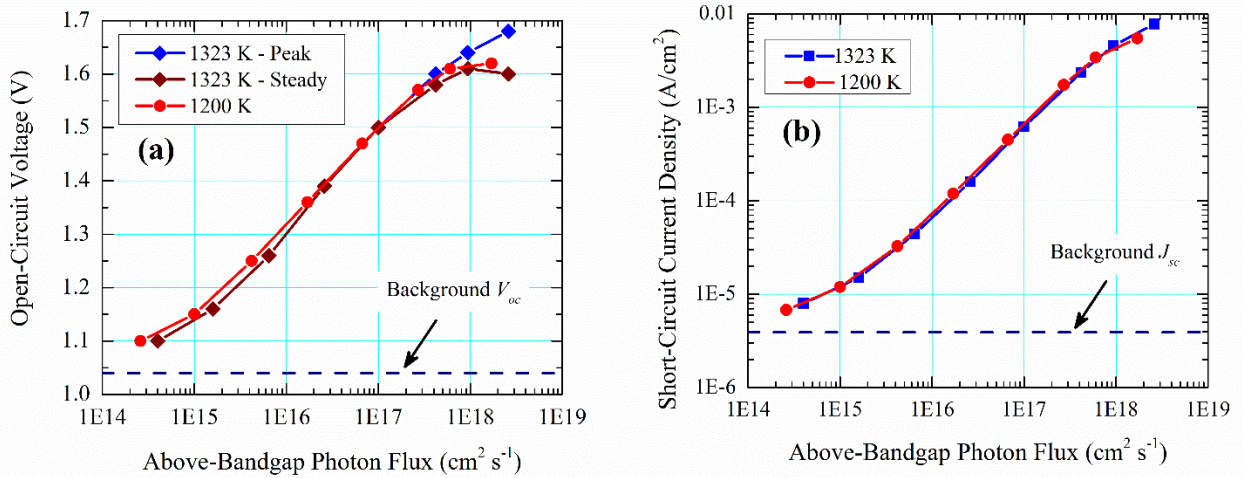 1.7
1.6
1.5
1.4
1.3
1.2
1.1
1.0
Open-Circuit Voltage (V)
1323 K - Peak
1323 K - Steady
1200 K
(a)
Background Voc
1E14 1E15 1E16 1E17 1E18 1E19
Above-Bandgap Photon Flux (cm² s⁻¹)
0.01
1E-3
1E-4
1E-5
1E-6
Short-Circuit Current Density (A/cm²)
1323 K
1200 K
(b)
Background Jsc
1E14 1E15 1E16 1E17 1E18 1E19
Above-Bandgap Photon Flux (cm² s⁻¹)